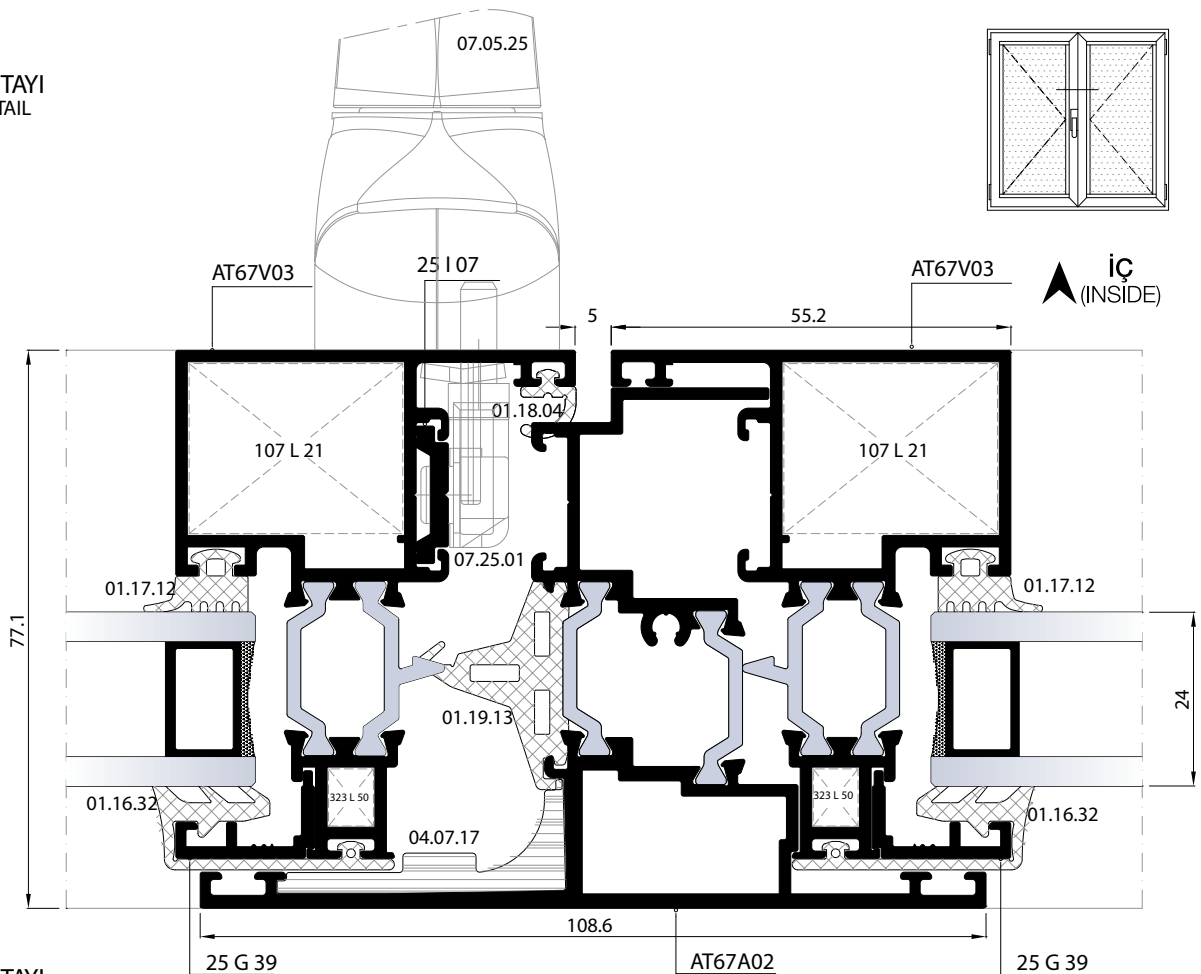 07.05.25
TAYI
TAIL
AT67V03
25 I 07
AT67V03
İÇ
(INSIDE)
5
55.2
01.18.04
107 L 21
107 L 21
07.25.01
01.17.12
01.17.12
77.1
24
01.19.13
01.16.32
323 L 50
323 L 50
01.16.32
04.07.17
108.6
25 G 39
AT67A02
25 G 39
TAYI